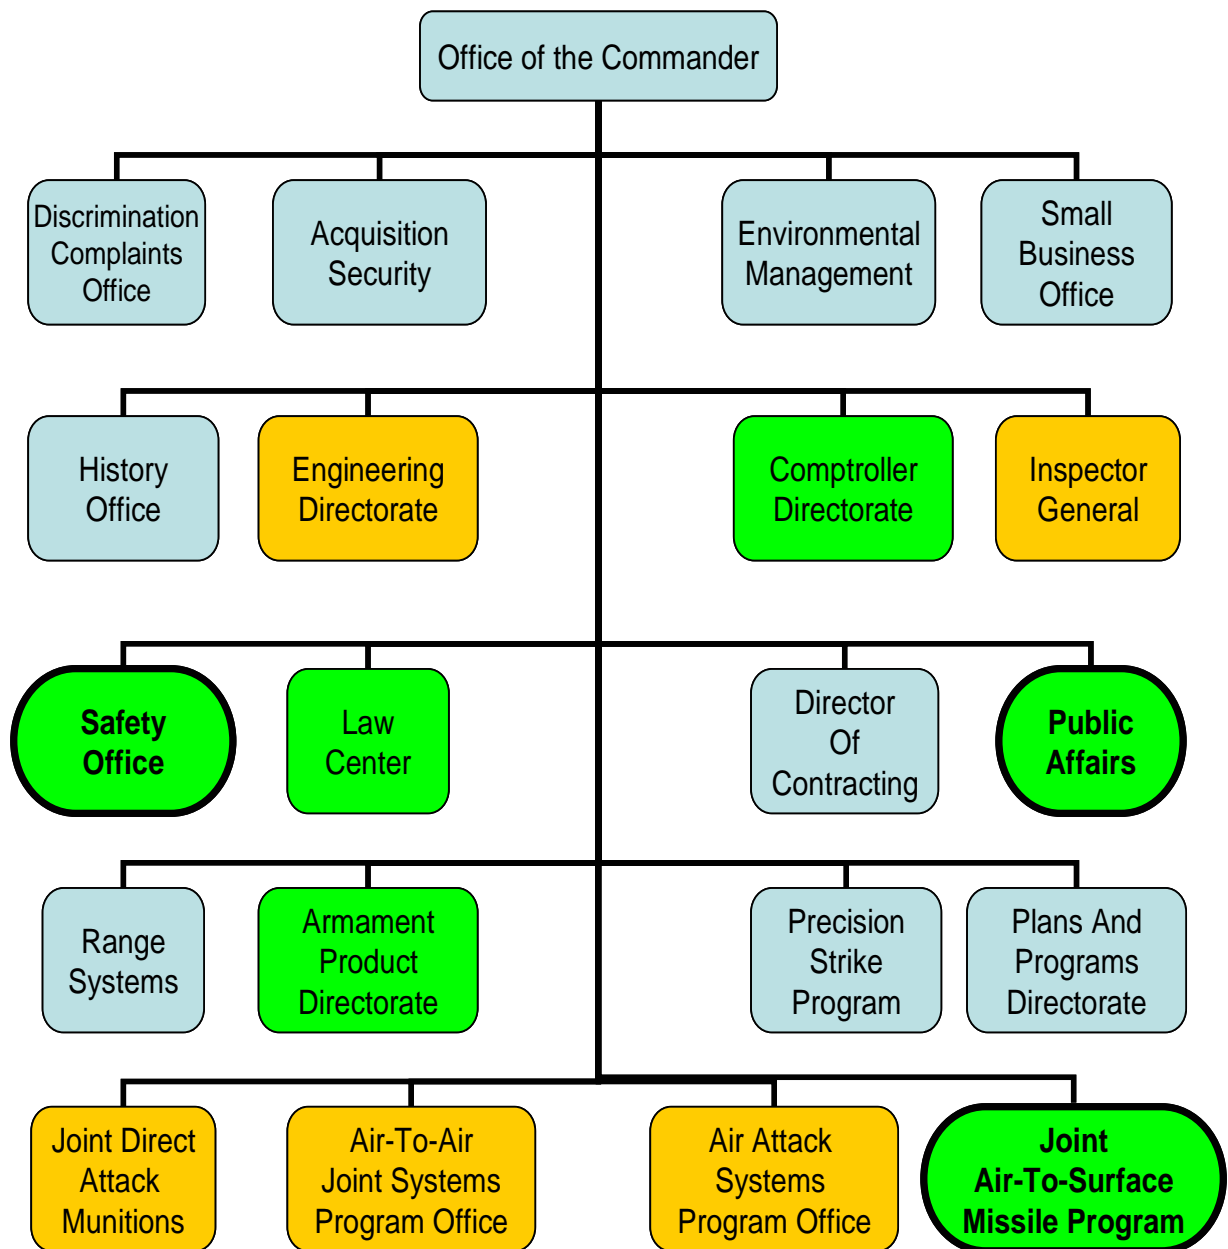 Office of the Commander
Discrimination
Complaints
Office
Acquisition
Security
Environmental
Management
Small
Business
Office
History
Office
Engineering
Directorate
Comptroller
Directorate
Inspector
General
Safety
Office
Law
Center
Director
Of
Contracting
Public
Affairs
Range
Systems
Armament
Product
Directorate
Precision
Strike
Program
Plans And
Programs
Directorate
Joint Direct
Attack
Munitions
Air-To-Air
Joint Systems
Program Office
Air Attack
Systems
Program Office
Joint
Air-To-Surface
Missile Program